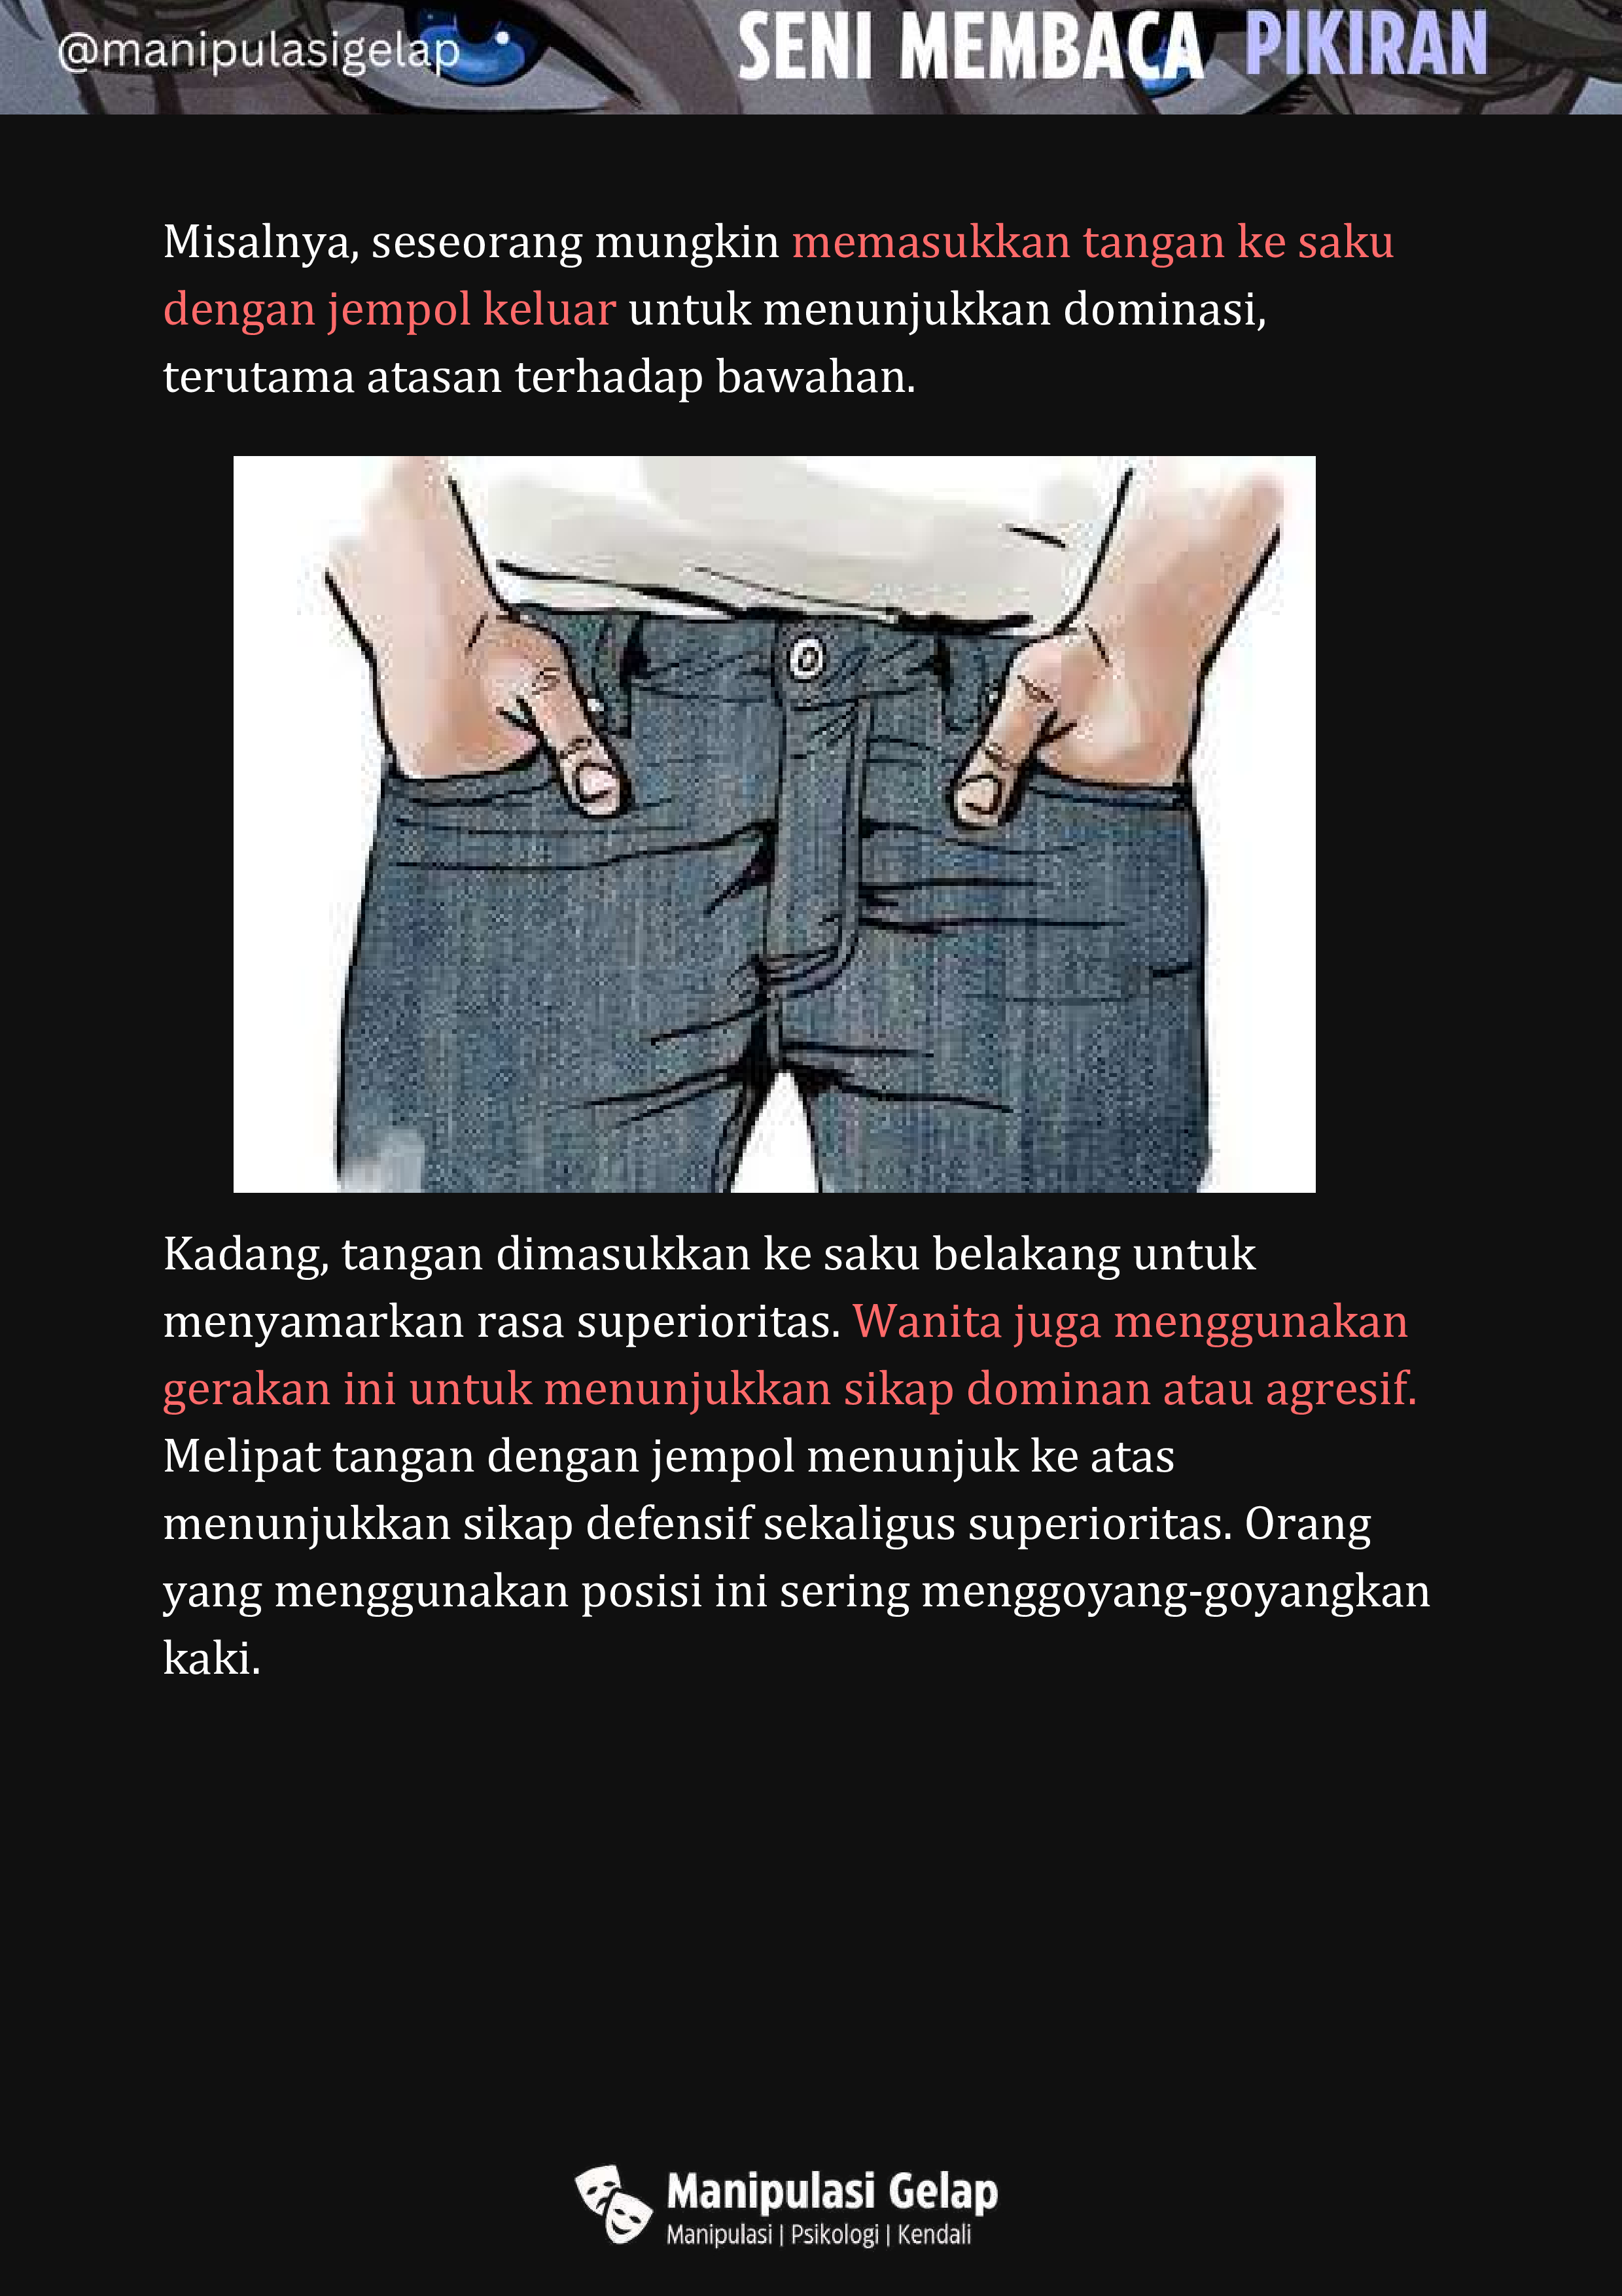 @manipulasigelap
SENI MEMBACA PIKIRAN
Misalnya, seseorang mungkin memasukkan tangan ke saku
dengan jempol keluar untuk menunjukkan dominasi,
terutama atasan terhadap bawahan.
Kadang, tangan dimasukkan ke saku belakang untuk
menyamarkan rasa superioritas. Wanita juga menggunakan
gerakan ini untuk menunjukkan sikap dominan atau agresif.
Melipat tangan dengan jempol menunjuk ke atas
menunjukkan sikap defensif sekaligus superioritas. Orang
yang menggunakan posisi ini sering menggoyang-goyangkan
kaki.
Manipulasi Gelap
Manipulasi | Psikologi | Kendali